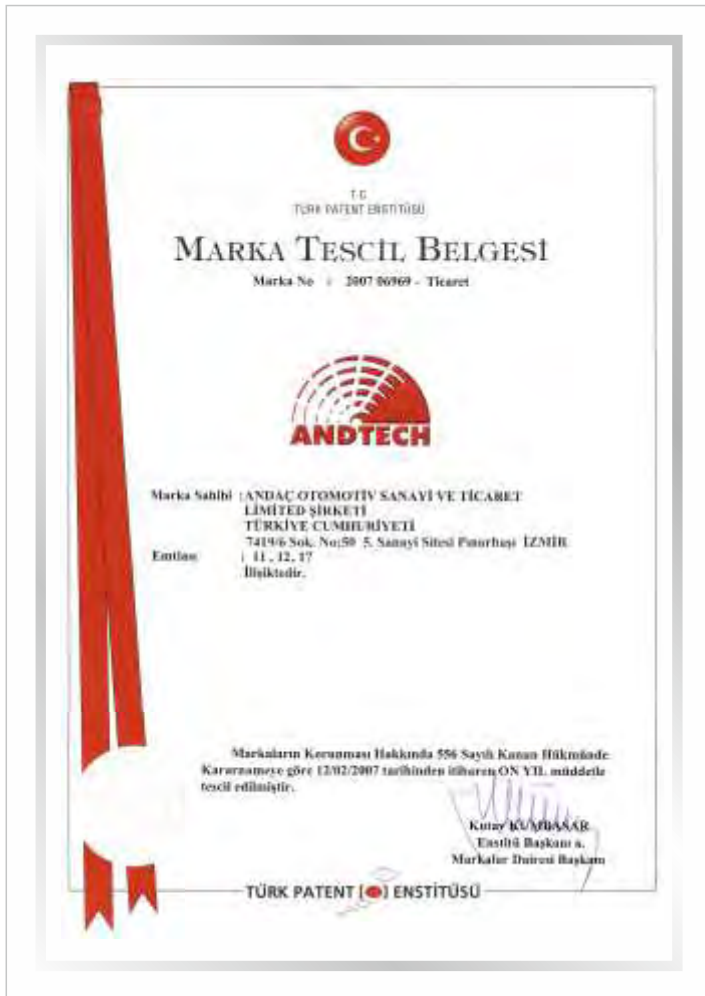 T.C.
TÜRK PATENT ENSTİTÜSÜ
MARKA TESCİL BELGESİ
Marka No : 2007 06969 - Ticaret
ANDTECH
Marka Sahibi : ANDAÇ OTOMOTİV SANAYİ VE TİCARET
LİMİTED ŞİRKETİ
TÜRKİYE CUMHURİYETİ
7419/6 Sok. No:50 5. Sanayi Sitesi Pınarbaşı İZMİR
Emtiası : 11 , 12, 17
İlişiktedir.
Markaların Korunması Hakkında 556 Sayılı Kanun Hükmünde
Kararnameye göre 12/02/2007 tarihinden itibaren ON YIL müddetle
tescil edilmiştir.
Kutay KUMBASAR
Enstitü Başkanı a.
Markalar Dairesi Başkanı
TÜRK PATENT ENSTİTÜSÜ